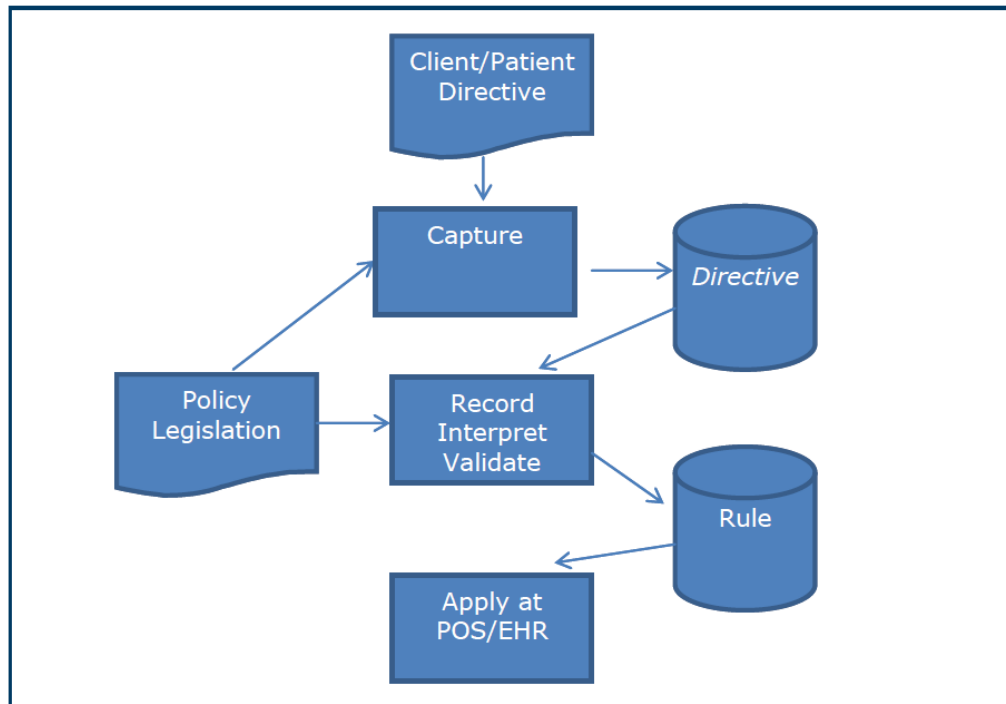 Client/Patient
Directive
Capture
Directive
Policy
Legislation
Record
Interpret
Validate
Rule
Apply at
POS/EHR